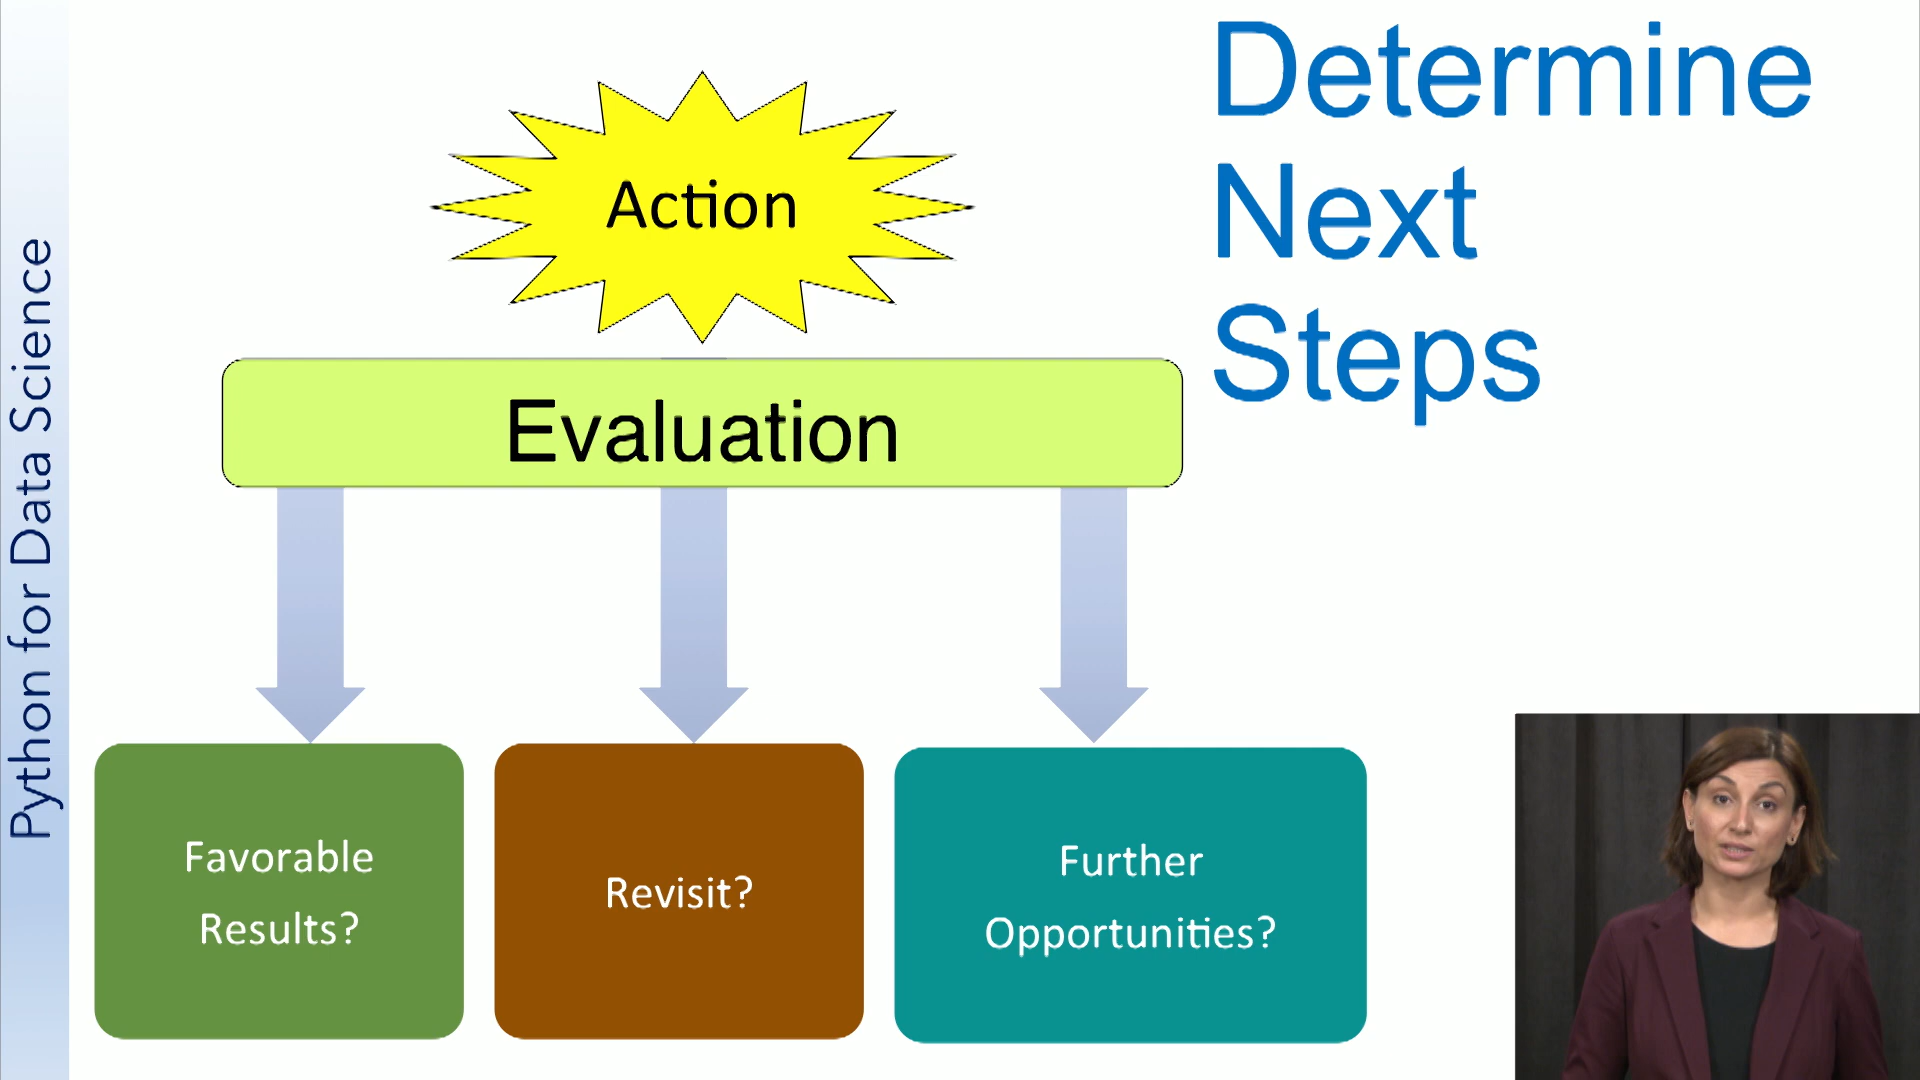 Python for Data Science
Determine
Next
Steps
Action
Evaluation
Favorable
Results?
Revisit?
Further
Opportunities?